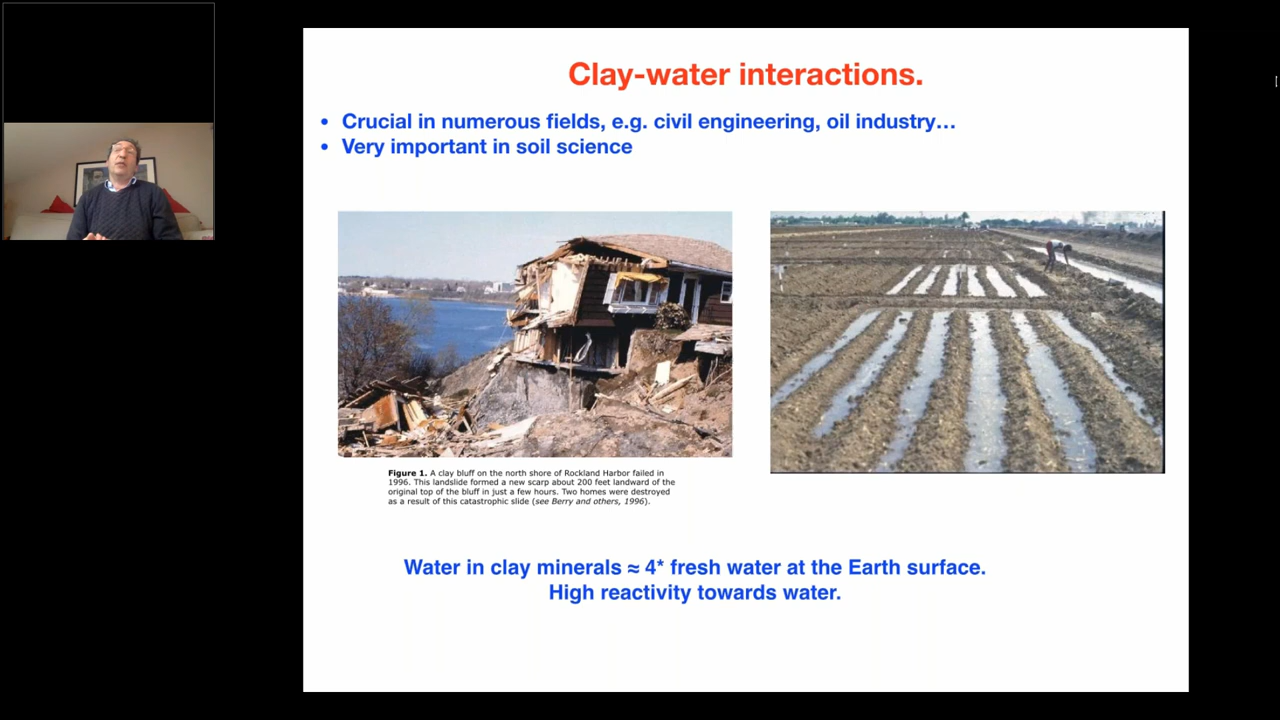 Clay-water interactions.
• Crucial in numerous fields, e.g. civil engineering, oil industry…
• Very important in soil science
Figure 1. A clay bluff on the north shore of Rockland Harbor failed in
1996. This landslide formed a new scarp about 200 feet landward of the
original top of the bluff in just a few hours. Two homes were destroyed
as a result of this catastrophic slide (see Berry and others, 1996).
Water in clay minerals ≈ 4* fresh water at the Earth surface.
High reactivity towards water.